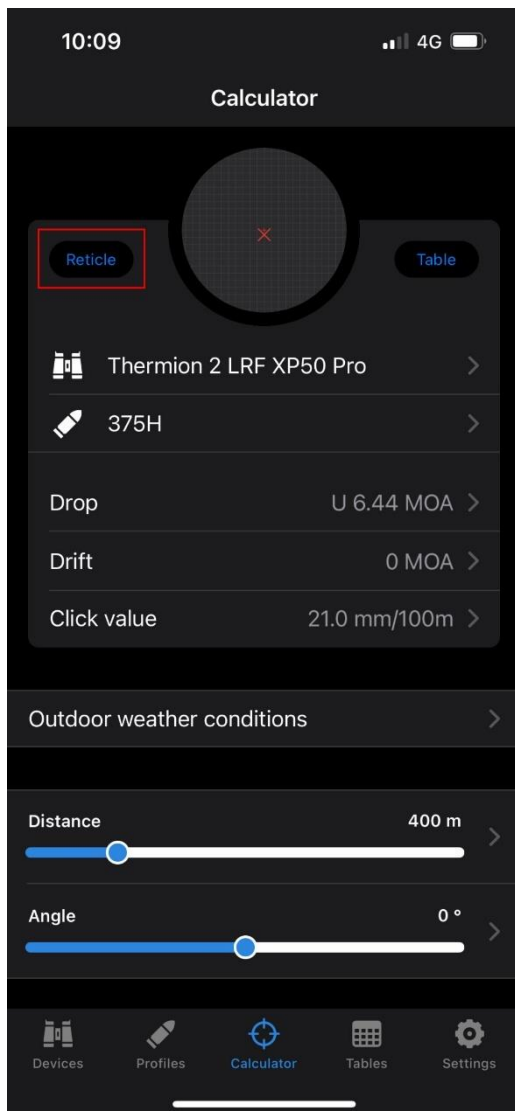 10:09 4G
Calculator
Reticle Table
Thermion 2 LRF XP50 Pro
375H
Drop U 6.44 MOA
Drift 0 MOA
Click value 21.0 mm/100m
Outdoor weather conditions
Distance 400 m
Angle 0 °
Devices Profiles Calculator Tables Settings